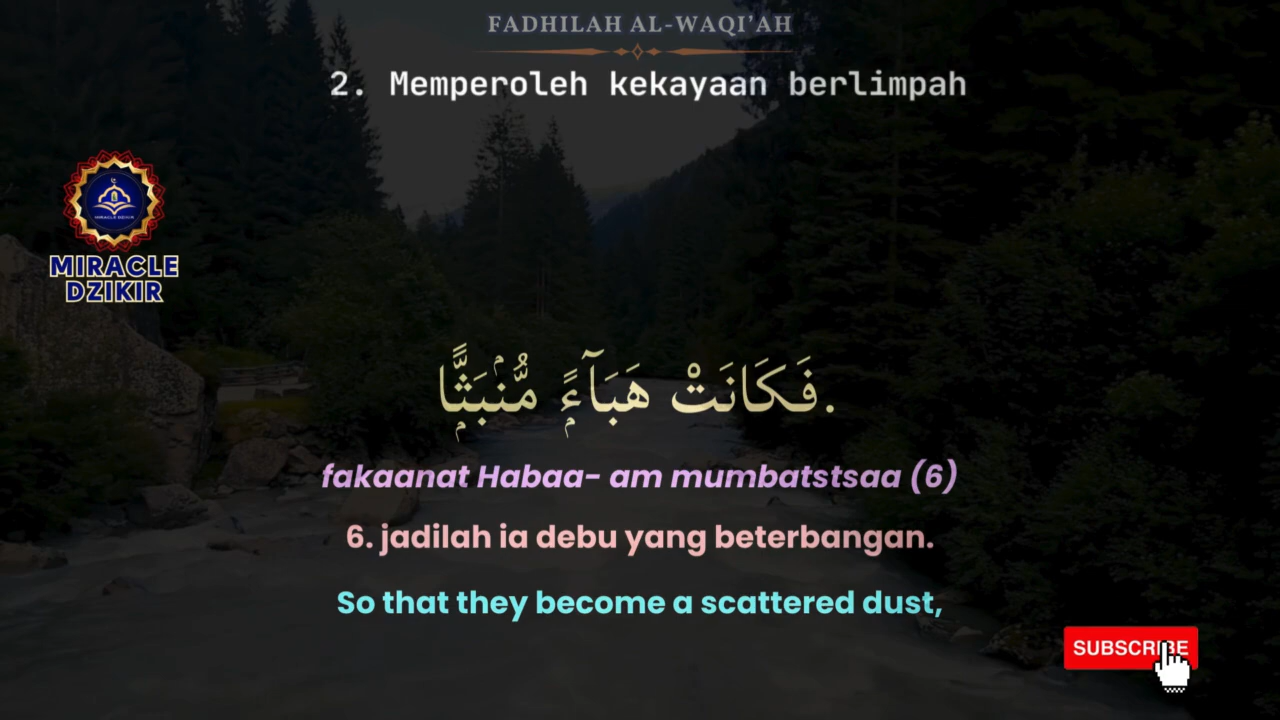 FADHILAH AL-WAQI'AH
2. Memperoleh kekayaan berlimpah
MIRACLE
DZIKIR
فَكَانَتْ هَبَآءً مُّنْۢبَثًّاۙ.
fakaanat Habaa- am mumbatstsaa (6)
6. jadilah ia debu yang beterbangan.
So that they become a scattered dust,
SUBSCRIBE